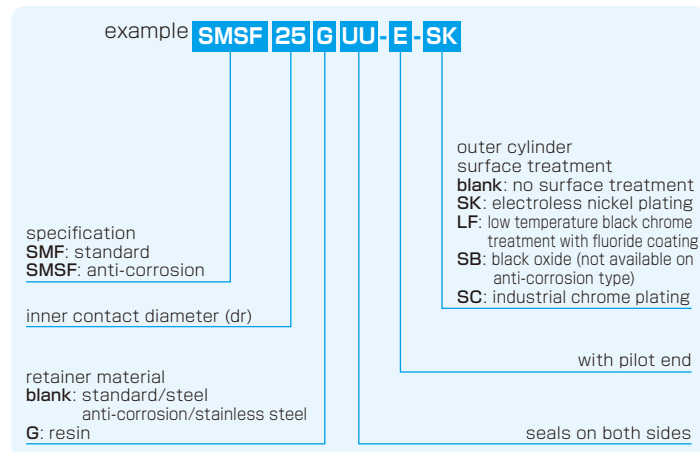 example SMSF 25 G UU-E-SK
outer cylinder
surface treatment
blank: no surface treatment
SK: electroless nickel plating
LF: low temperature black chrome
treatment with fluoride coating
SB: black oxide (not available on
anti-corrosion type)
SC: industrial chrome plating
specification
SMF: standard
SMSF: anti-corrosion
inner contact diameter (dr)
with pilot end
retainer material
blank: standard/steel
anti-corrosion/stainless steel
G: resin
seals on both sides